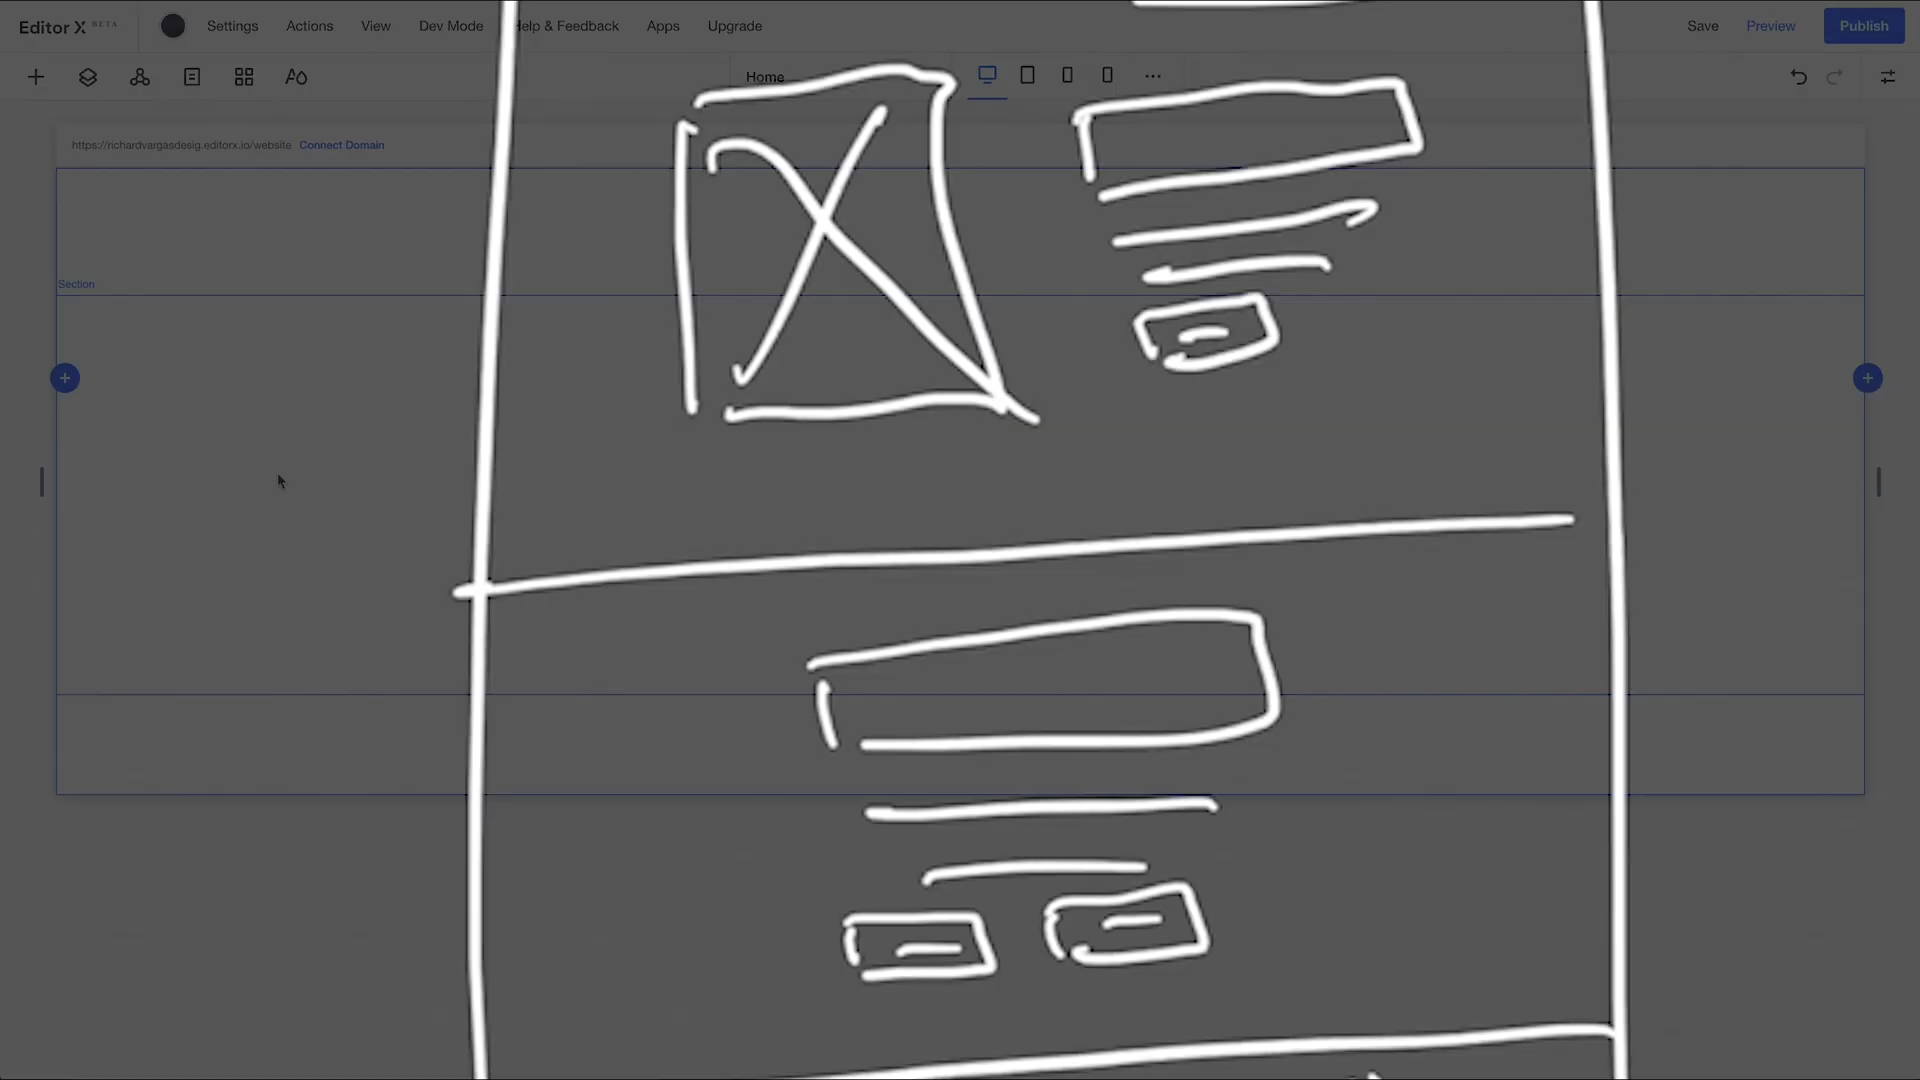 Editor X BETA Settings Actions View Dev Mode Help & Feedback Apps Upgrade Save Preview Publish
Home
https://richardvargasdesig.editorx.io/website Connect Domain
Section